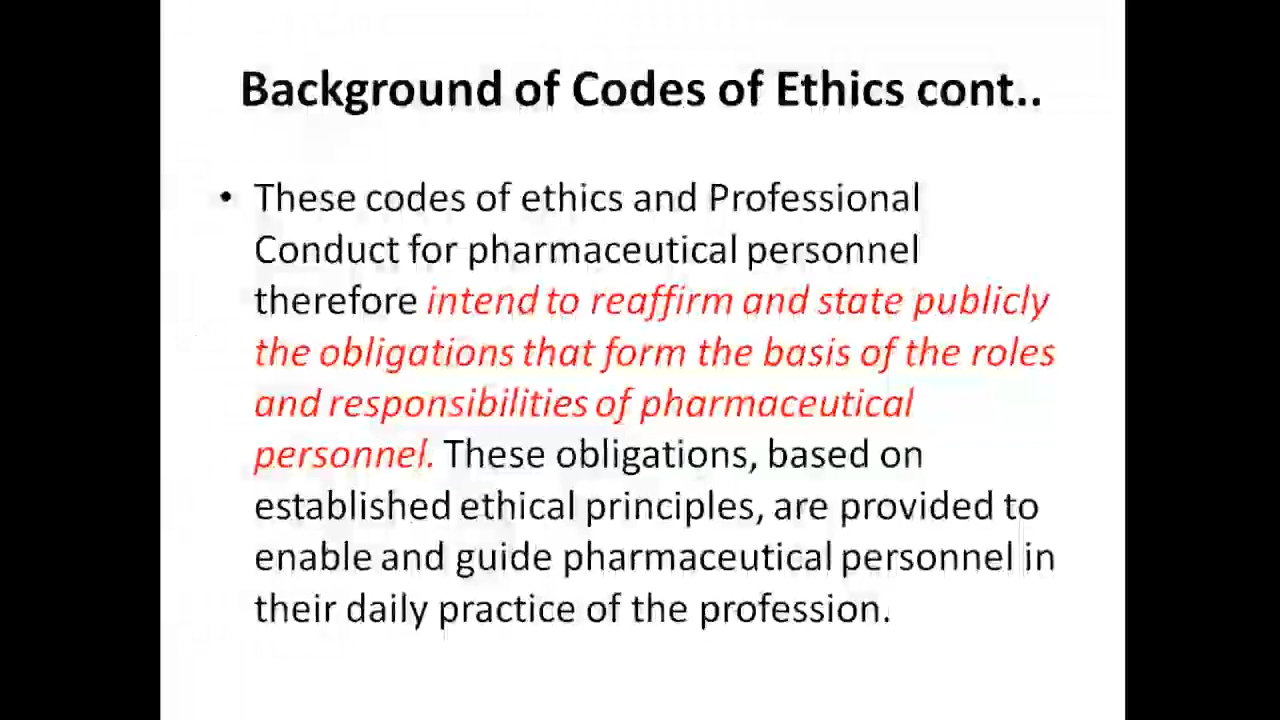 Background of Codes of Ethics cont..
• These codes of ethics and Professional
Conduct for pharmaceutical personnel
therefore intend to reaffirm and state publicly
the obligations that form the basis of the roles
and responsibilities of pharmaceutical
personnel. These obligations, based on
established ethical principles, are provided to
enable and guide pharmaceutical personnel in
their daily practice of the profession.